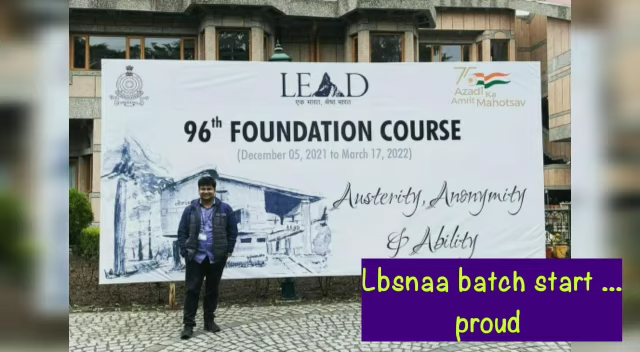 LEAD
एक भारत, श्रेष्ठ भारत
75
Azadi Ka
Amrit Mahotsav
96th FOUNDATION COURSE
(December 05, 2021 to March 17, 2022)
Austerity, Anonymity
& Ability
Lbsnaa batch start ...
proud